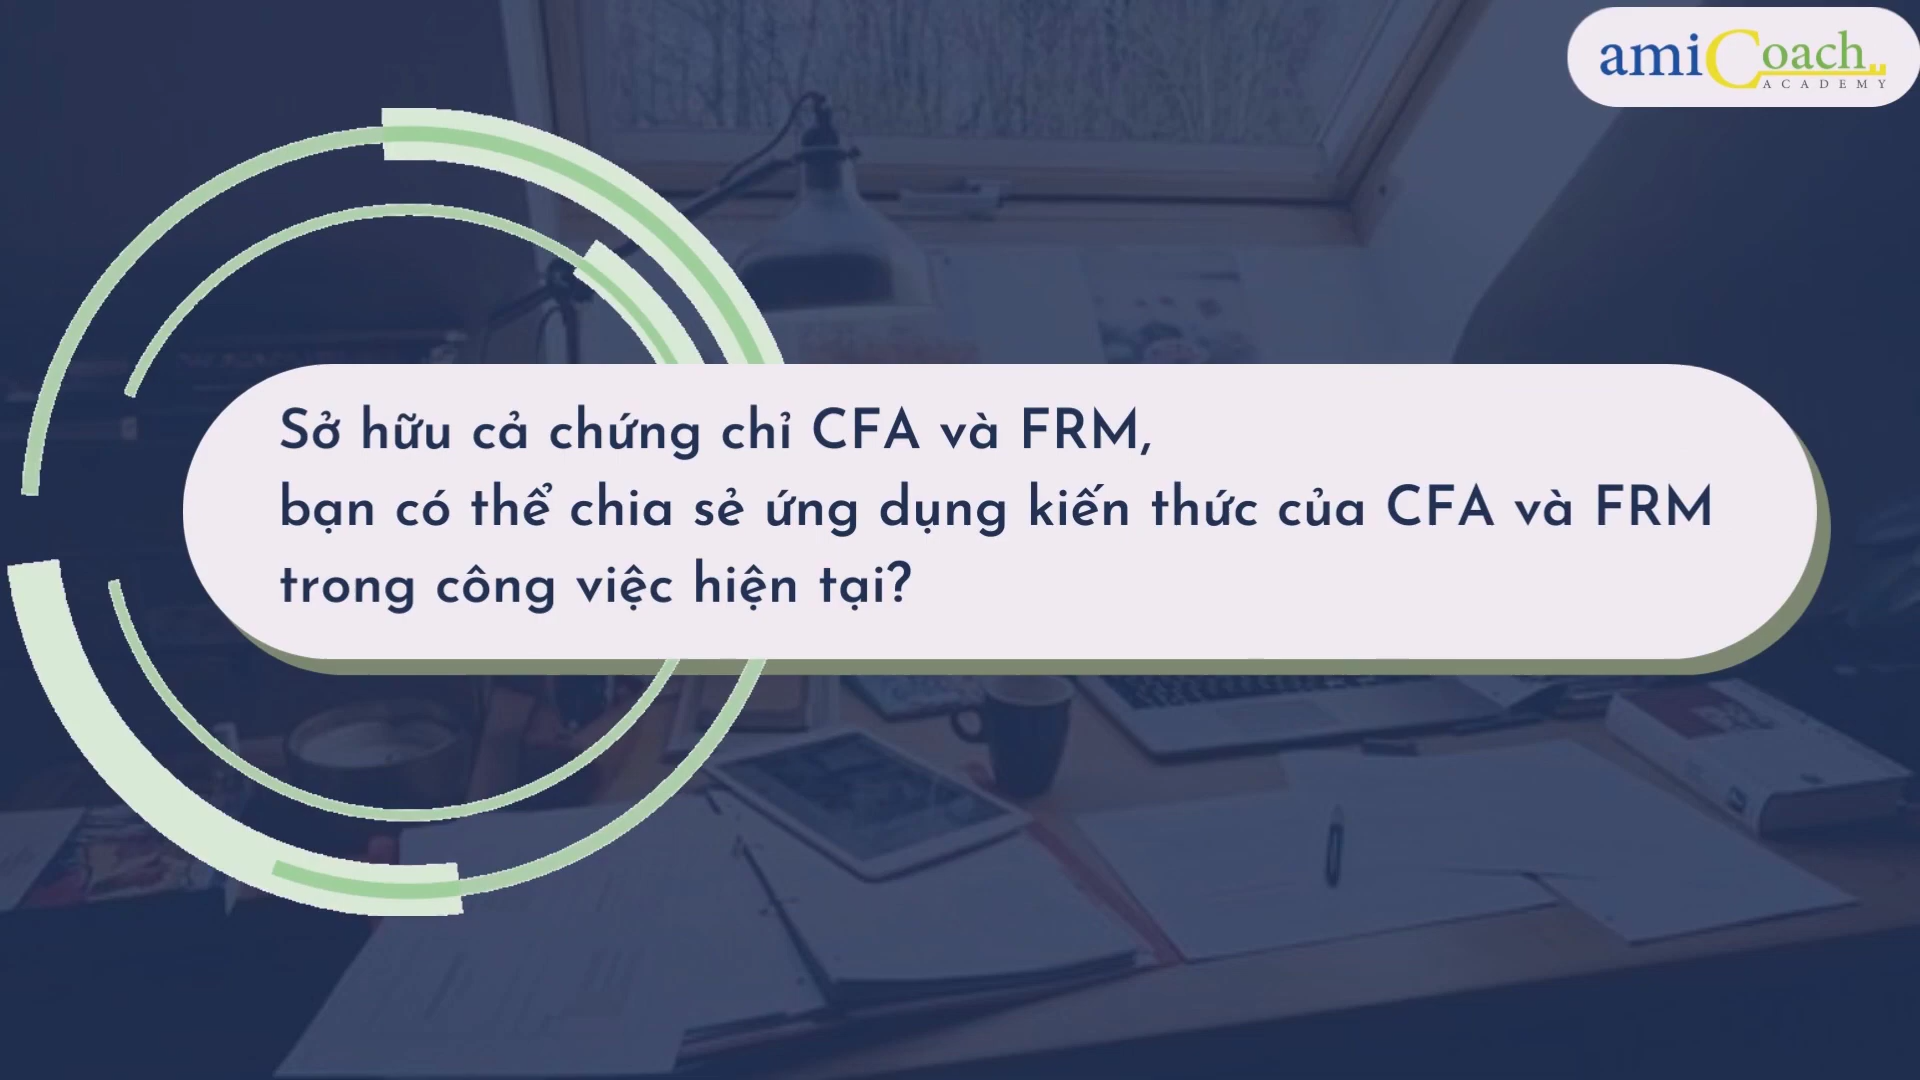 amiCoach
ACADEMY
Sở hữu cả chứng chỉ CFA và FRM,
bạn có thể chia sẻ ứng dụng kiến thức của CFA và FRM
trong công việc hiện tại?